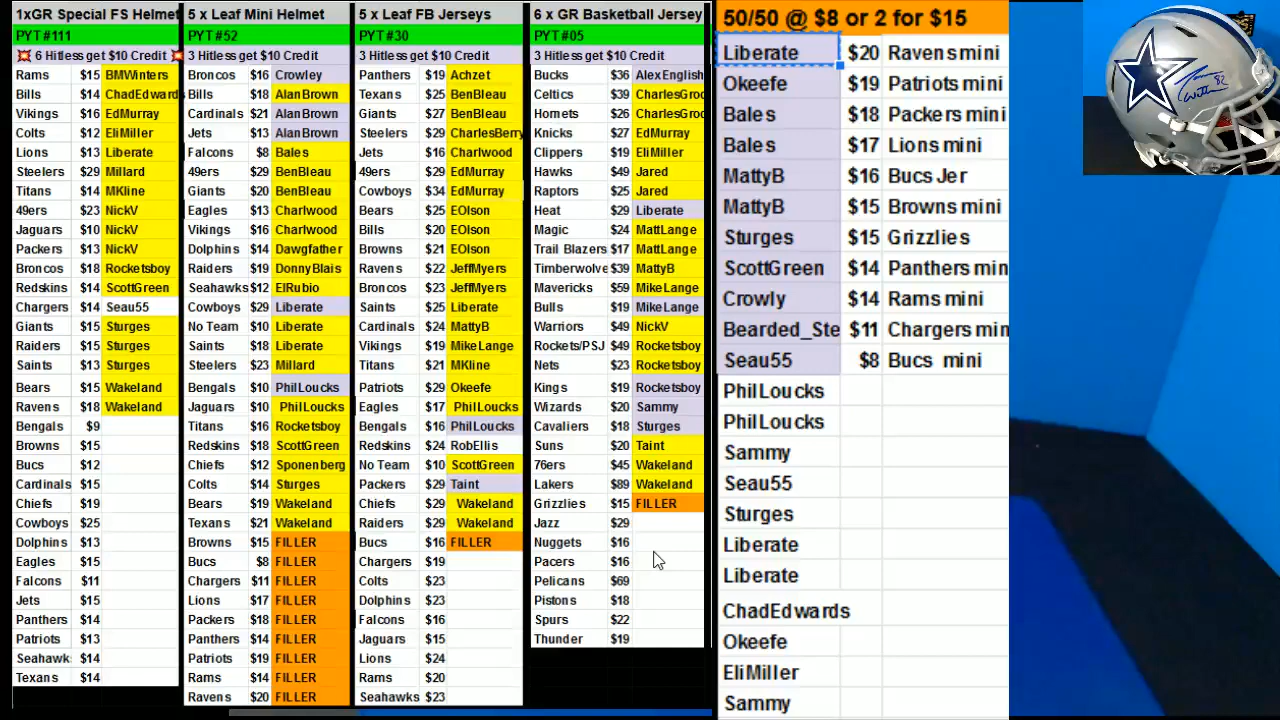 1xGR Special FS Helmet
PYT #111
💥 6 Hitless get $10 Credit 💥
Rams $15 BMWinters
Bills $14 ChadEdward
Vikings $16 EdMurray
Colts $12 EliMiller
Lions $13 Liberate
Steelers $29 Millard
Titans $14 MKline
49ers $23 NickV
Jaguars $10 NickV
Packers $13 NickV
Broncos $18 Rocketsboy
Redskins $14 ScottGreen
Chargers $14 Seau55
Giants $15 Sturges
Raiders $15 Sturges
Saints $13 Sturges
Bears $15 Wakeland
Ravens $18 Wakeland
Bengals $9
Browns $15
Bucs $12
Cardinals $15
Chiefs $19
Cowboys $25
Dolphins $13
Eagles $15
Falcons $11
Jets $15
Panthers $14
Patriots $13
Seahawk $14
Texans $14
5 x Leaf Mini Helmet
PYT #52
3 Hitless get $10 Credit
Broncos $16 Crowley
Bills $18 AlanBrown
Cardinals $21 AlanBrown
Jets $13 AlanBrown
Falcons $8 Bales
49ers $29 BenBleau
Giants $20 BenBleau
Eagles $13 Charlwood
Vikings $16 Charlwood
Dolphins $14 Dawgfather
Raiders $19 DonnyBlais
Seahawks $12 ElRubio
Cowboys $29 Liberate
No Team $10 Liberate
Saints $18 Liberate
Steelers $23 Millard
Bengals $10 PhilLoucks
Jaguars $10 PhilLoucks
Titans $16 Rocketsboy
Redskins $18 ScottGreen
Chiefs $12 Sponenberg
Colts $14 Sturges
Bears $19 Wakeland
Texans $21 Wakeland
Browns $15 FILLER
Bucs $8 FILLER
Chargers $11 FILLER
Lions $17 FILLER
Packers $18 FILLER
Panthers $14 FILLER
Patriots $19 FILLER
Rams $14 FILLER
Ravens $20 FILLER
5 x Leaf FB Jerseys
PYT #30
3 Hitless get $10 Credit
Panthers $19 Achzet
Texans $25 BenBleau
Giants $27 BenBleau
Steelers $29 CharlesBerry
Jets $16 Charlwood
49ers $29 EdMurray
Cowboys $34 EdMurray
Bears $25 EOlson
Bills $20 EOlson
Browns $21 EOlson
Ravens $22 JeffMyers
Broncos $23 JeffMyers
Saints $25 Liberate
Cardinals $24 MattyB
Vikings $19 MikeLange
Titans $21 MKline
Patriots $29 Okeefe
Eagles $17 PhilLoucks
Bengals $16 PhilLoucks
Redskins $24 RobEllis
No Team $10 ScottGreen
Packers $29 Taint
Chiefs $29 Wakeland
Raiders $29 Wakeland
Bucs $16 FILLER
Chargers $19
Colts $23
Dolphins $23
Falcons $16
Jaguars $15
Lions $24
Rams $20
Seahawks $23
6 x GR Basketball Jersey
PYT #05
3 Hitless get $10 Credit
Bucks $36 AlexEnglish
Celtics $39 CharlesGroo
Hornets $26 CharlesGroo
Knicks $27 EdMurray
Clippers $19 EliMiller
Hawks $49 Jared
Raptors $25 Jared
Heat $29 Liberate
Magic $24 MattLange
Trail Blazers $17 MattLange
Timberwolve $39 MattyB
Mavericks $59 MikeLange
Bulls $19 MikeLange
Warriors $49 NickV
Rockets/PSJ $49 Rocketsboy
Nets $23 Rocketsboy
Kings $19 Rocketsboy
Wizards $20 Sammy
Cavaliers $18 Sturges
Suns $20 Taint
76ers $45 Wakeland
Lakers $89 Wakeland
Grizzlies $15 FILLER
Jazz $29
Nuggets $16
Pacers $16
Pelicans $69
Pistons $18
Spurs $22
Thunder $19
50/50 @ $8 or 2 for $15
Liberate $20 Ravens mini
Okeefe $19 Patriots mini
Bales $18 Packers mini
Bales $17 Lions mini
MattyB $16 Bucs Jer
MattyB $15 Browns mini
Sturges $15 Grizzlies
ScottGreen $14 Panthers min
Crowly $14 Rams mini
Bearded_Ste $11 Chargers min
Seau55 $8 Bucs mini
PhilLoucks
PhilLoucks
Sammy
Seau55
Sturges
Liberate
Liberate
ChadEdwards
Okeefe
EliMiller
Sammy